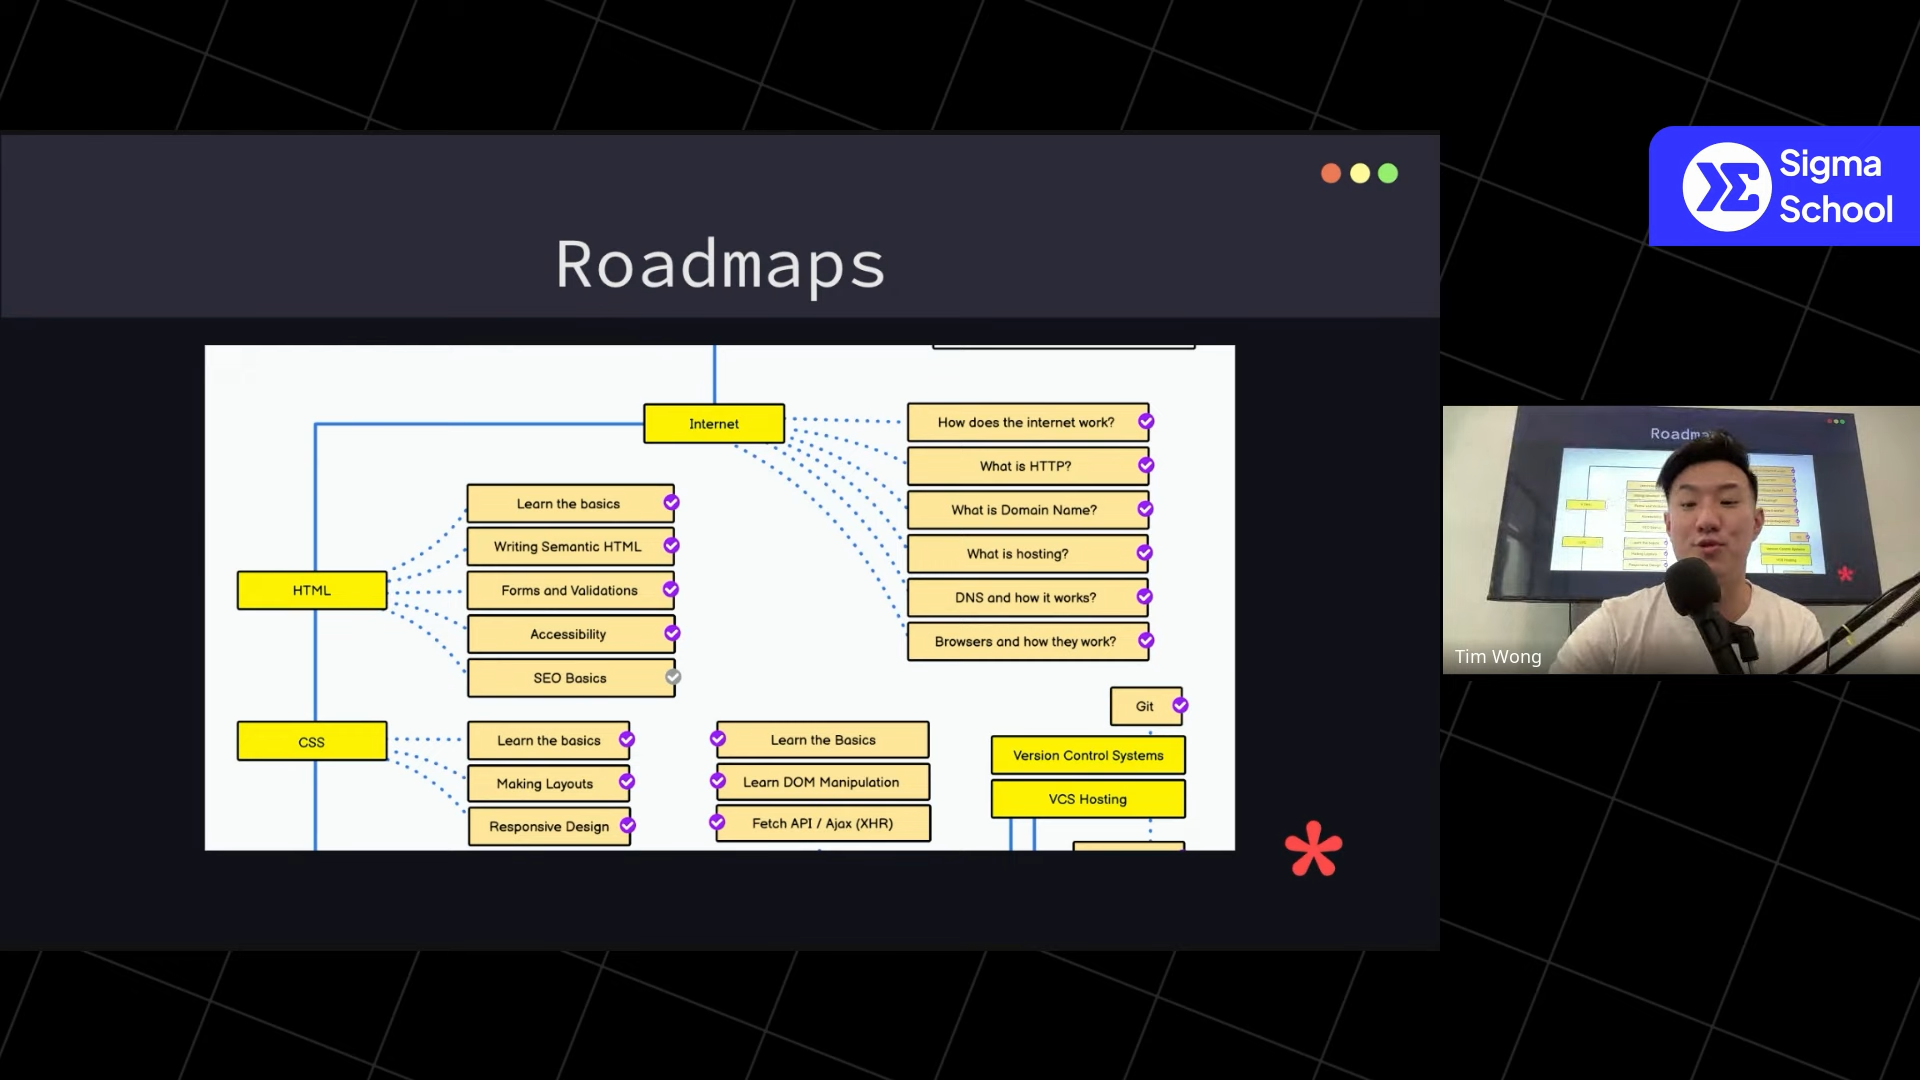 Sigma
School
Roadmaps
Internet
How does the internet work?
What is HTTP?
What is Domain Name?
What is hosting?
DNS and how it works?
Browsers and how they work?
HTML
Learn the basics
Writing Semantic HTML
Forms and Validations
Accessibility
SEO Basics
CSS
Learn the basics
Making Layouts
Responsive Design
Learn the Basics
Learn DOM Manipulation
Fetch API / Ajax (XHR)
Git
Version Control Systems
VCS Hosting
Roadma
Tim Wong